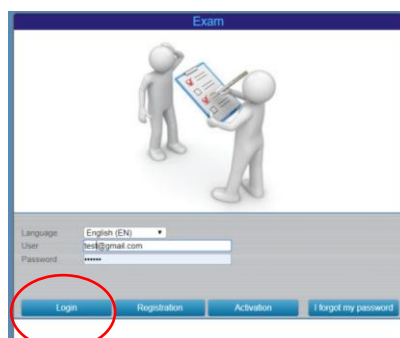 Exam
Language English (EN)
User test@gmail.com
Password ••••••
Login Registration Activation I forgot my password